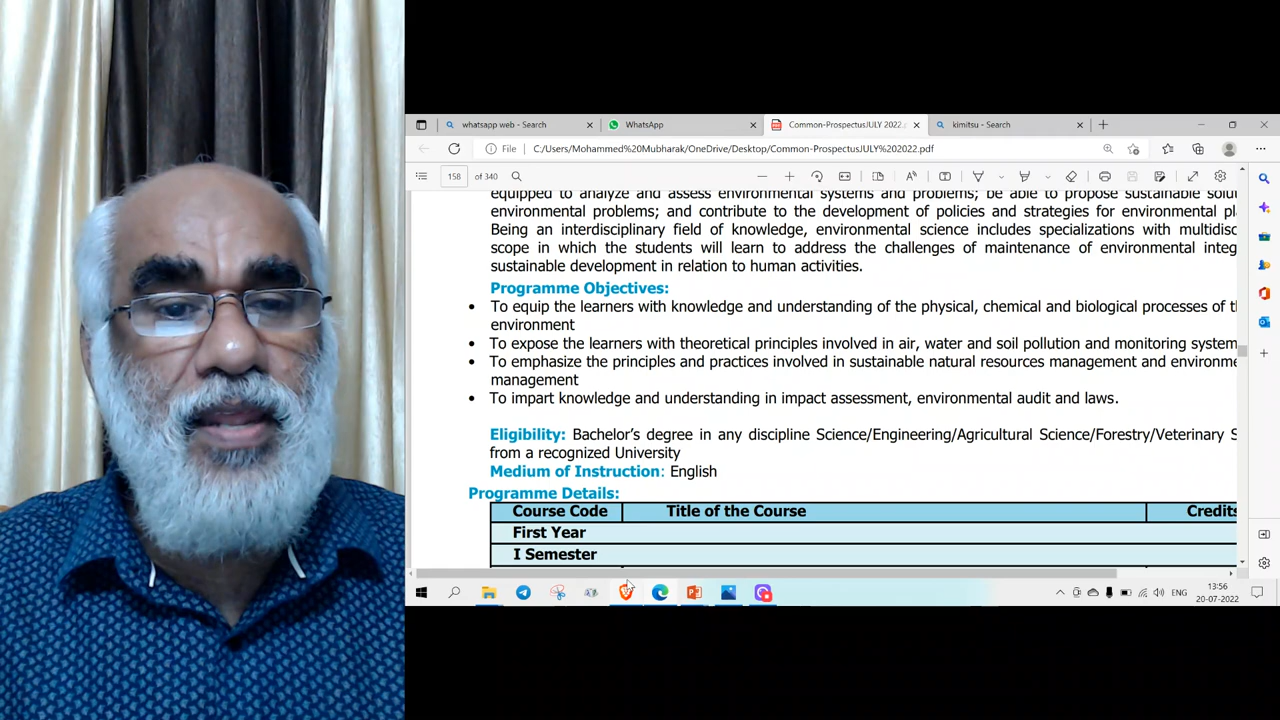 whatsapp web - Search
WhatsApp
Common-ProspectusJULY 2022.
kimitsu - Search
File
C:/Users/Mohammed%20Mubharak/OneDrive/Desktop/Common-ProspectusJULY%202022.pdf
158 of 340
equipped to analyze and assess environmental systems and problems; be able to propose sustainable
environmental problems; and contribute to the development of policies and strategies for environmental
Being an interdisciplinary field of knowledge, environmental science includes specializations with
scope in which the students will learn to address the challenges of maintenance of environmental
sustainable development in relation to human activities.
Programme Objectives:
• To equip the learners with knowledge and understanding of the physical, chemical and biological processes of
environment
• To expose the learners with theoretical principles involved in air, water and soil pollution and monitoring system
• To emphasize the principles and practices involved in sustainable natural resources management and
management
• To impart knowledge and understanding in impact assessment, environmental audit and laws.
Eligibility: Bachelor's degree in any discipline Science/Engineering/Agricultural Science/Forestry/Veterinary S
from a recognized University
Medium of Instruction: English
Programme Details:
Course Code Title of the Course Credits
First Year
I Semester
ENG
13:56
20-07-2022